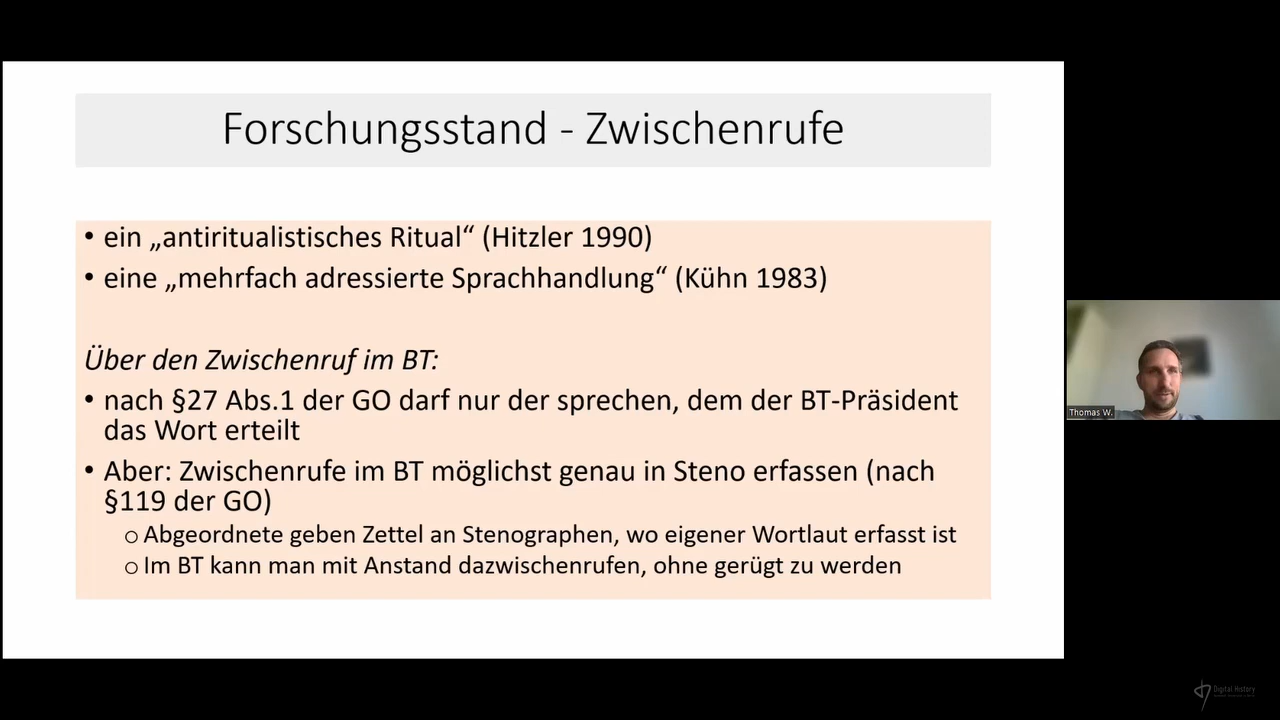 Forschungsstand - Zwischenrufe
• ein „antiritualistisches Ritual“ (Hitzler 1990)
• eine „mehrfach adressierte Sprachhandlung“ (Kühn 1983)
Über den Zwischenruf im BT:
• nach §27 Abs.1 der GO darf nur der sprechen, dem der BT-Präsident
das Wort erteilt
• Aber: Zwischenrufe im BT möglichst genau in Steno erfassen (nach
§119 der GO)
o Abgeordnete geben Zettel an Stenographen, wo eigener Wortlaut erfasst ist
o Im BT kann man mit Anstand dazwischenrufen, ohne gerügt zu werden
Thomas W.
Digital History